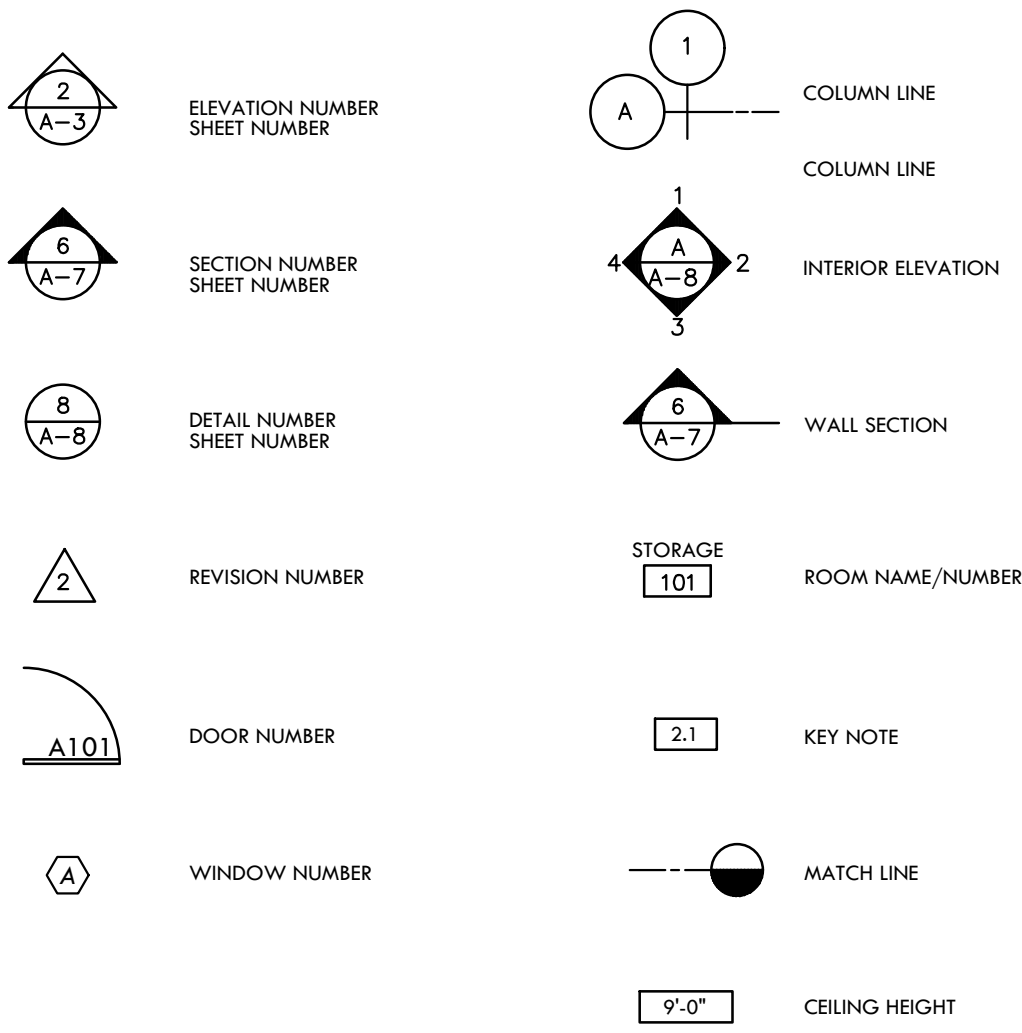 2
A-3
ELEVATION NUMBER
SHEET NUMBER
6
A-7
SECTION NUMBER
SHEET NUMBER
8
A-8
DETAIL NUMBER
SHEET NUMBER
2
REVISION NUMBER
A101
DOOR NUMBER
A
WINDOW NUMBER
1
A
COLUMN LINE
COLUMN LINE
1
4
A
A-8
2
3
INTERIOR ELEVATION
6
A-7
WALL SECTION
STORAGE
101
ROOM NAME/NUMBER
2.1
KEY NOTE
MATCH LINE
9'-0"
CEILING HEIGHT